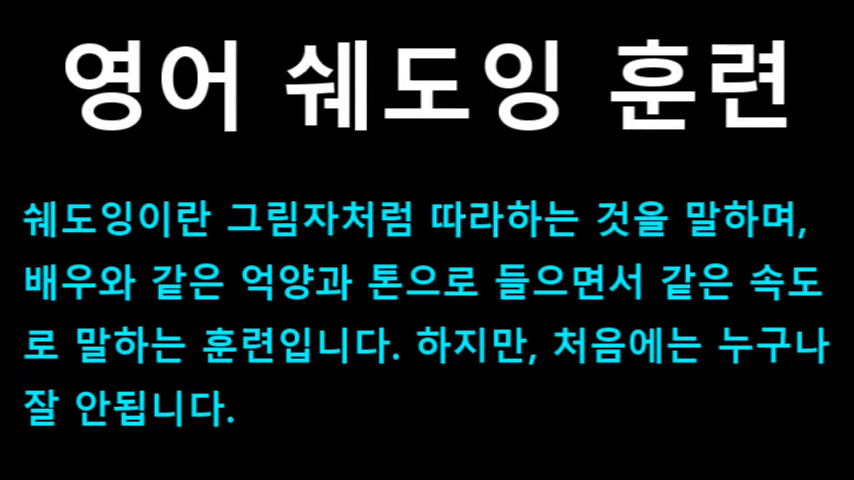 영어 쉐도잉 훈련
쉐도잉이란 그림자처럼 따라하는 것을 말하며,
배우와 같은 억양과 톤으로 들으면서 같은 속도
로 말하는 훈련입니다. 하지만, 처음에는 누구나
잘 안됩니다.